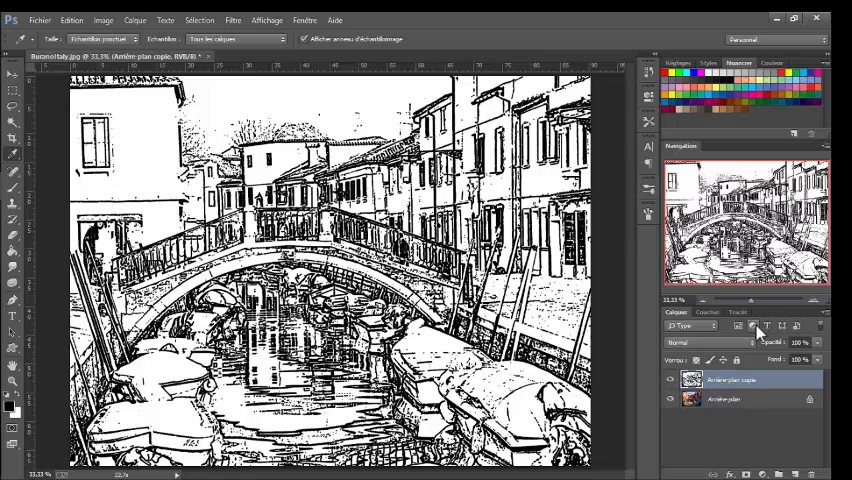 Ps Fichier Edition Image Calque Texte Sélection Filtre Affichage Fenêtre Aide
Taille : Echantillon ponctuel Echantillon : Tous les calques Afficher anneau d'échantillonnage Personnel
BuranoItaly.jpg @ 33,3% (Arrière-plan copie, RVB/8) * ×
Réglages Styles Nuancier Couleur
Navigation
33,33 %
Calques Couches Tracés
Type
Normal Opacité : 100 %
Verrou : Fond : 100 %
Arrière-plan copie
Arrière-plan
33,33 %